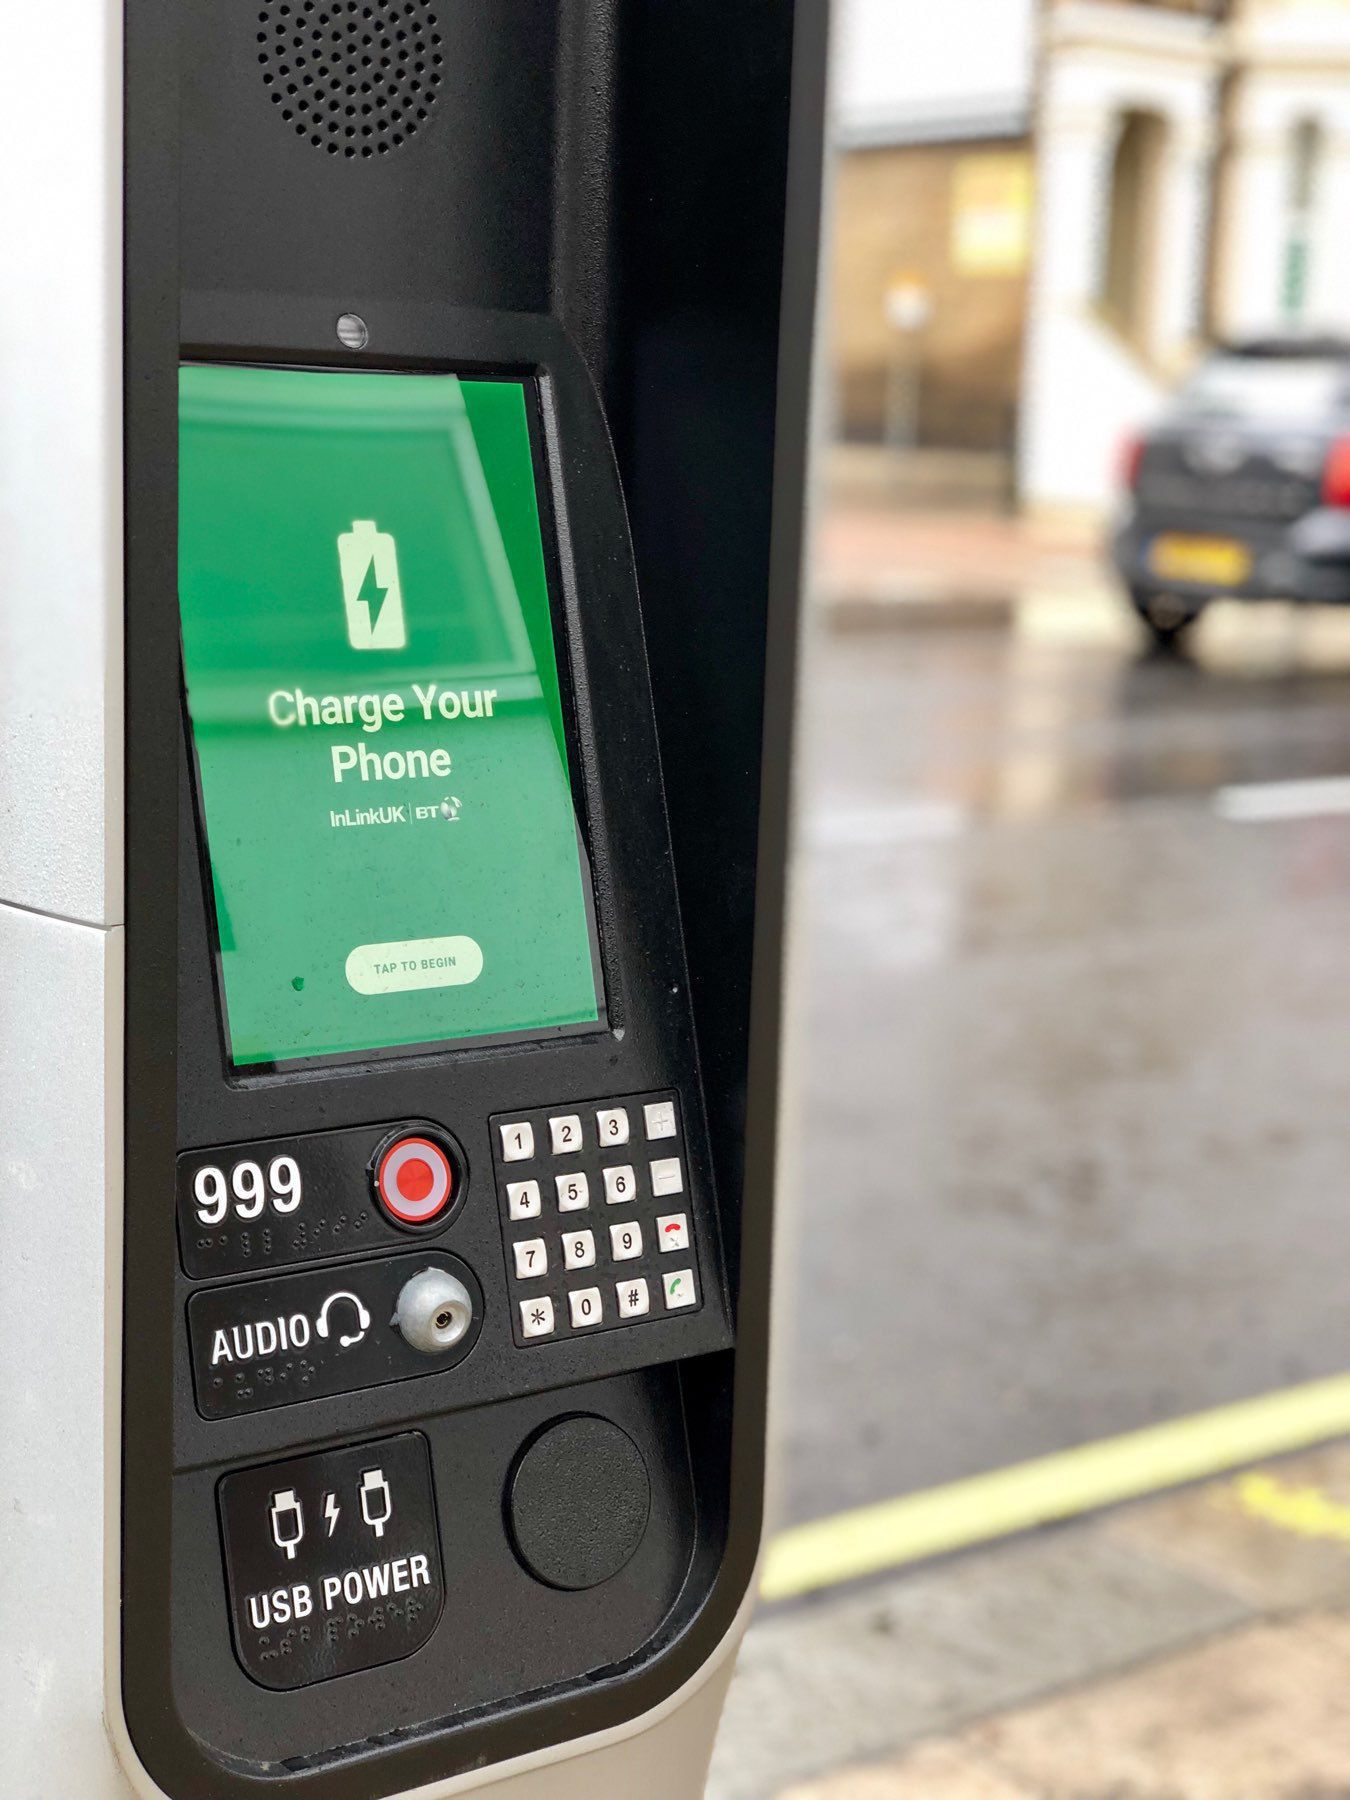 Charge Your
Phone
InLinkUK | BT
TAP TO BEGIN
999
1 2 3 +
4 5 6 -
7 8 9
* 0 #
AUDIO
USB POWER